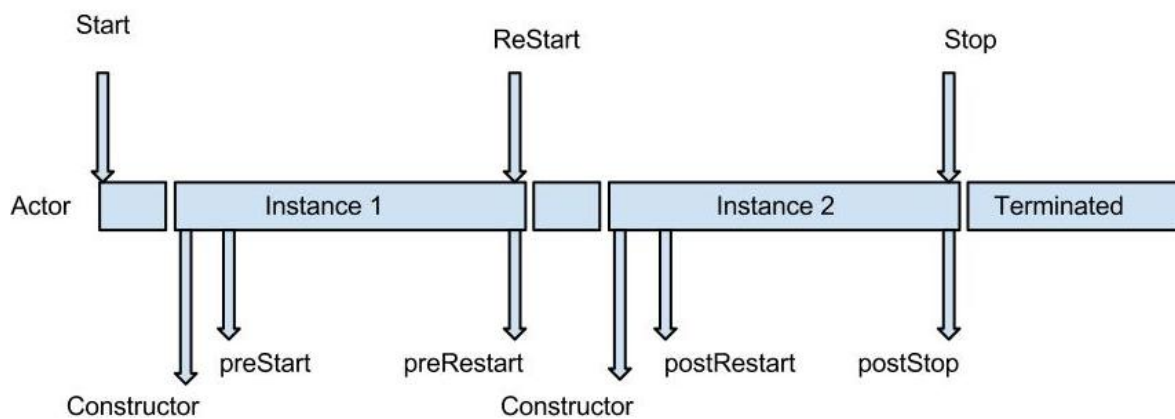 Start
ReStart
Stop
Actor
Instance 1
Instance 2
Terminated
preStart
preRestart
postRestart
postStop
Constructor
Constructor